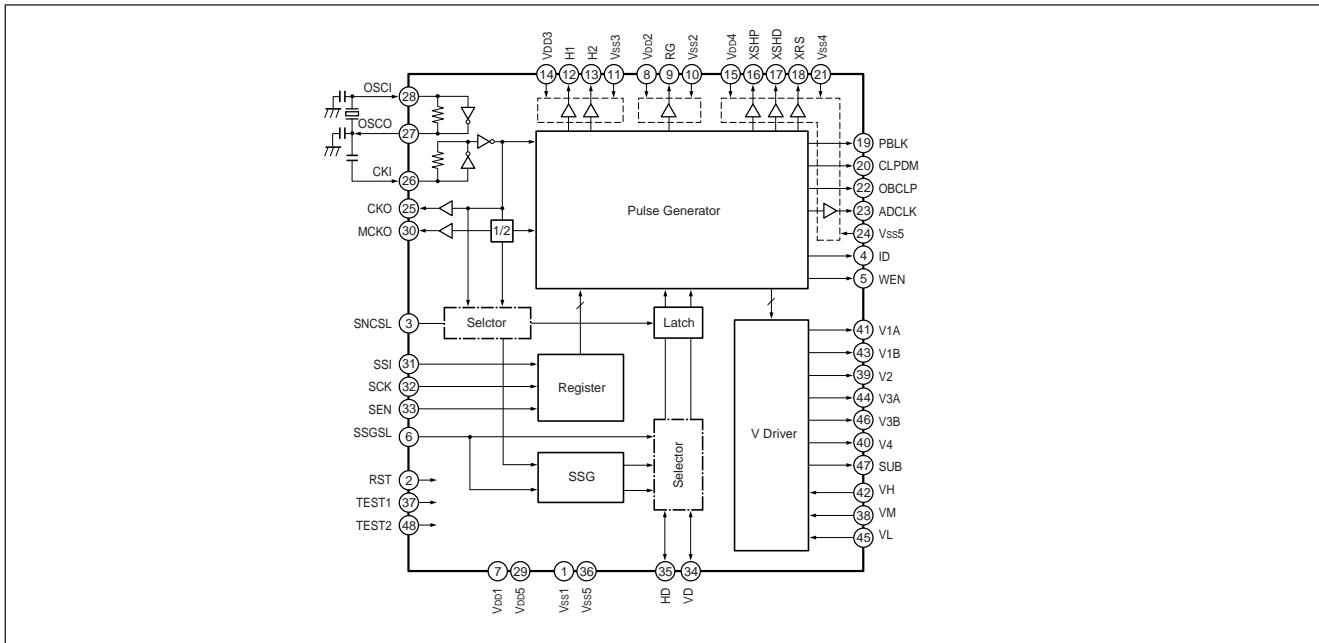 VDD3 H1 H2 VSS3 VDD2 RG VSS2 VDD4 XSHP XSHD XRS VSS4
14 12 13 11 8 9 10 15 16 17 18 21
OSCI 28
OSCO 27
CKI 26
CKO 25
MCKO 30
1/2
Pulse Generator
19 PBLK
20 CLPDM
22 OBCLP
23 ADCLK
24 VSS5
4 ID
5 WEN
SNCSL 3
Selctor
Latch
SSI 31
SCK 32
SEN 33
Register
SSGSL 6
SSG
Selector
RST 2
TEST1 37
TEST2 48
V Driver
41 V1A
43 V1B
39 V2
44 V3A
46 V3B
40 V4
47 SUB
42 VH
38 VM
45 VL
7 29 1 36 35 34
VDD1 VDD5 VSS1 VSS5 HD VD